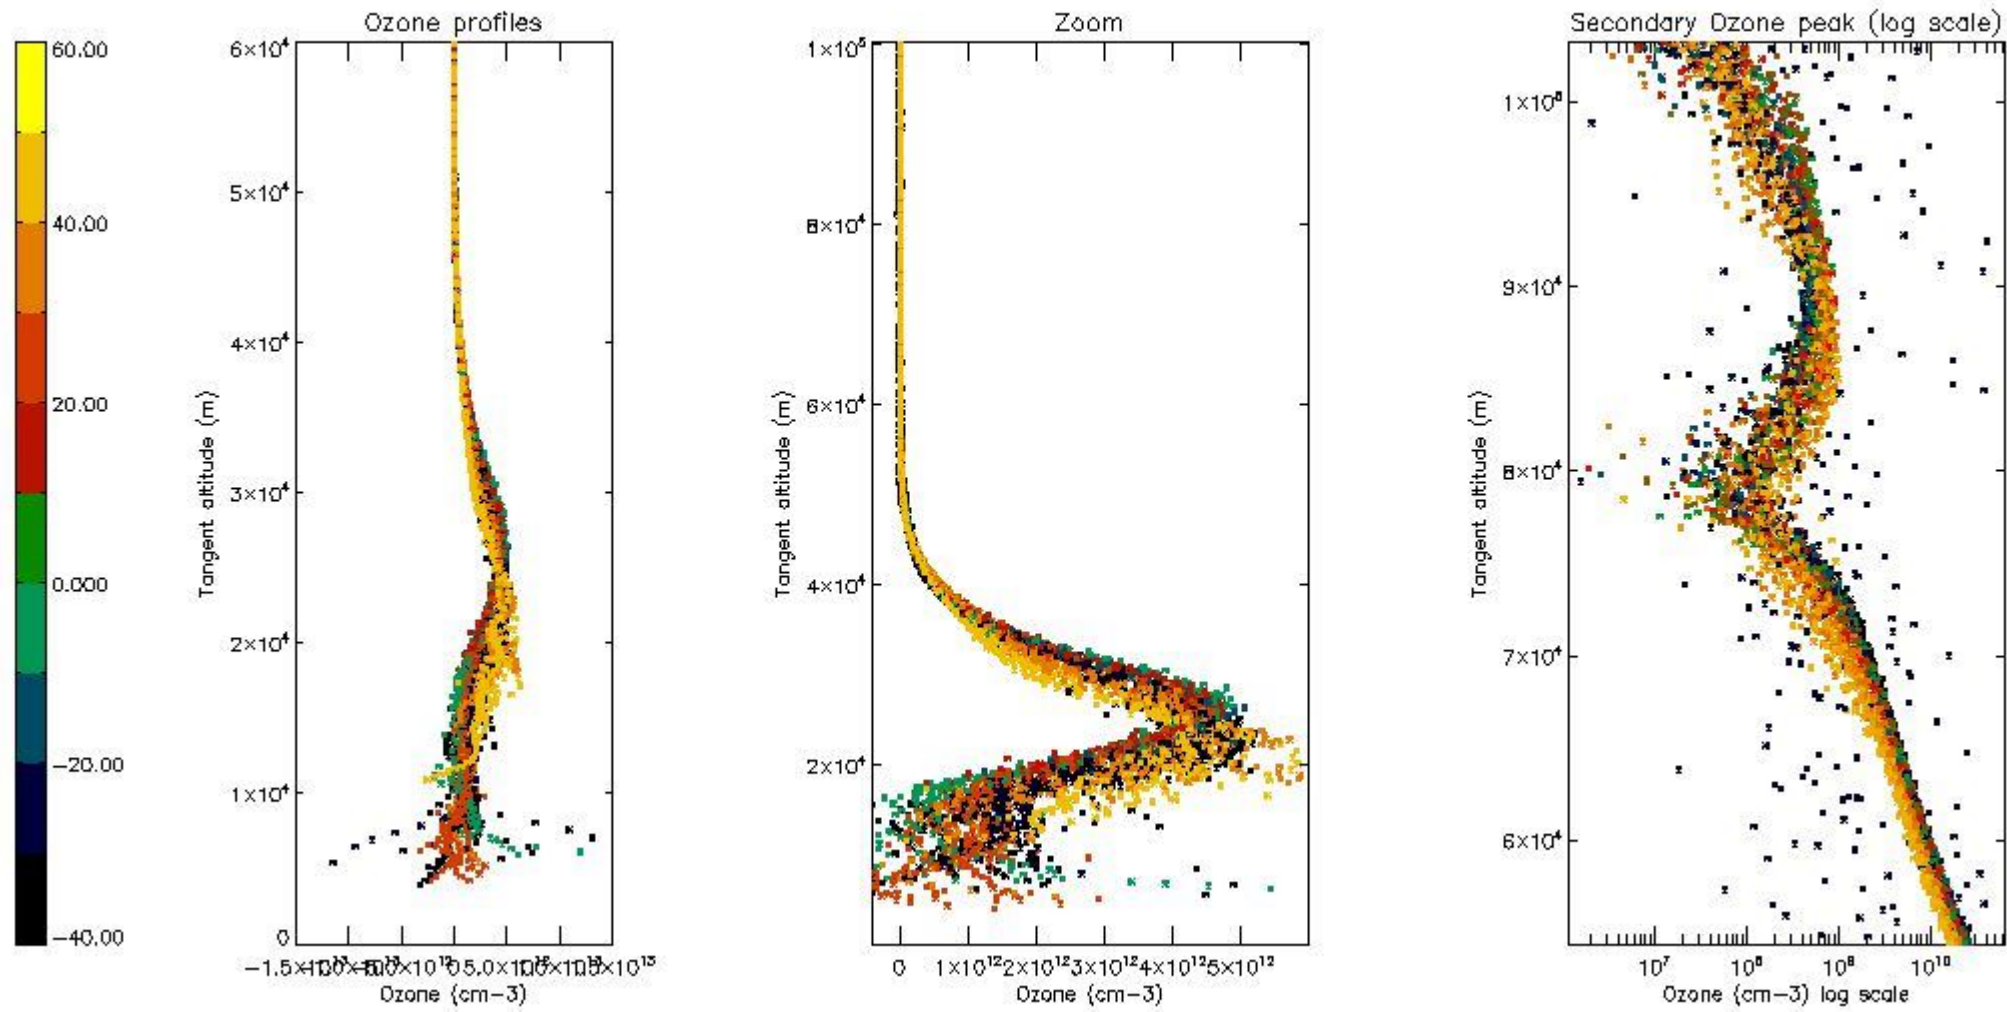 Ozone profiles
Zoom
Secondary Ozone peak (log scale)
60.00
40.00
20.00
0.000
−20.00
−40.00
6×10⁴
5×10⁴
4×10⁴
3×10⁴
2×10⁴
1×10⁴
0
Tangent altitude (m)
Ozone (cm−3)
1×10⁵
8×10⁴
6×10⁴
4×10⁴
2×10⁴
Tangent altitude (m)
0 1×10¹² 2×10¹² 3×10¹² 4×10¹² 5×10¹²
Ozone (cm−3)
9×10⁴
8×10⁴
7×10⁴
6×10⁴
Tangent altitude (m)
10⁷ 10⁸ 10⁹ 10¹⁰
Ozone (cm−3) log scale